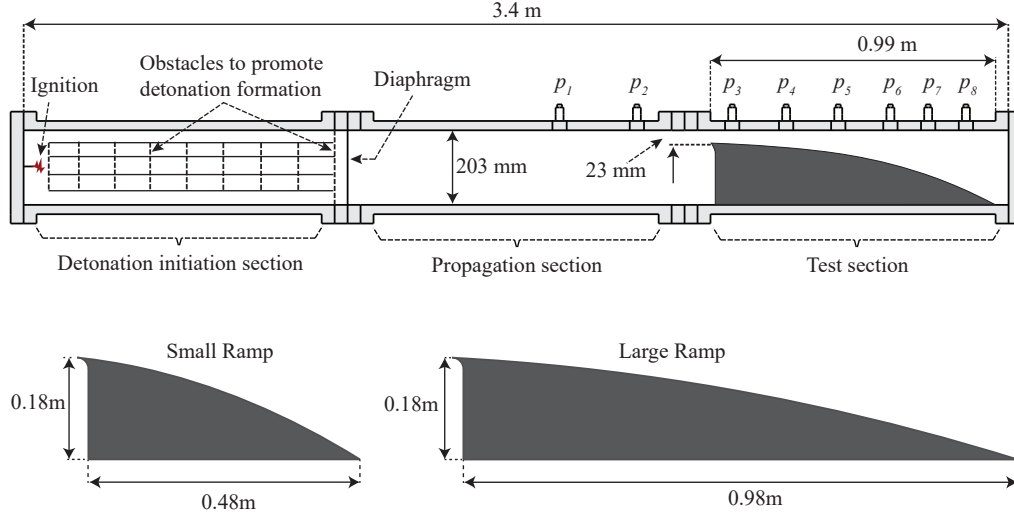 3.4 m
0.99 m
Obstacles to promote
detonation formation
Ignition
Diaphragm
p1 p2 p3 p4 p5 p6 p7 p8
203 mm
23 mm
Detonation initiation section
Propagation section
Test section
Small Ramp
Large Ramp
0.18m
0.18m
0.48m
0.98m